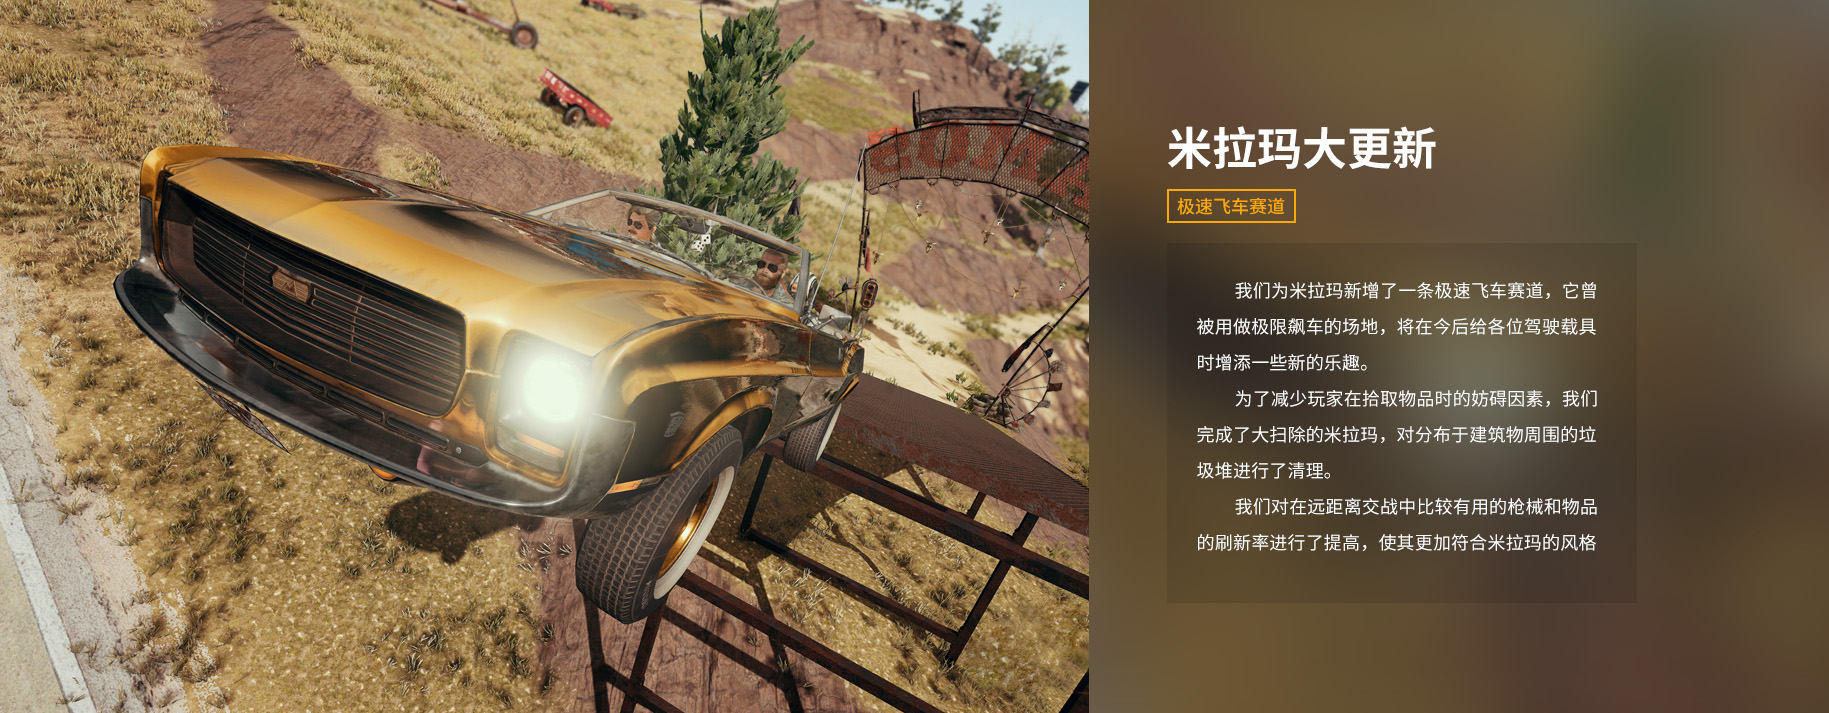 米拉玛大更新
极速飞车赛道
我们为米拉玛新增了一条极速飞车赛道，它曾
被用做极限飙车的场地，将在今后给各位驾驶载具
时增添一些新的乐趣。
为了减少玩家在拾取物品时的妨碍因素，我们
完成了大扫除的米拉玛，对分布于建筑物周围的垃
圾堆进行了清理。
我们对在远距离交战中比较有用的枪械和物品
的刷新率进行了提高，使其更加符合米拉玛的风格